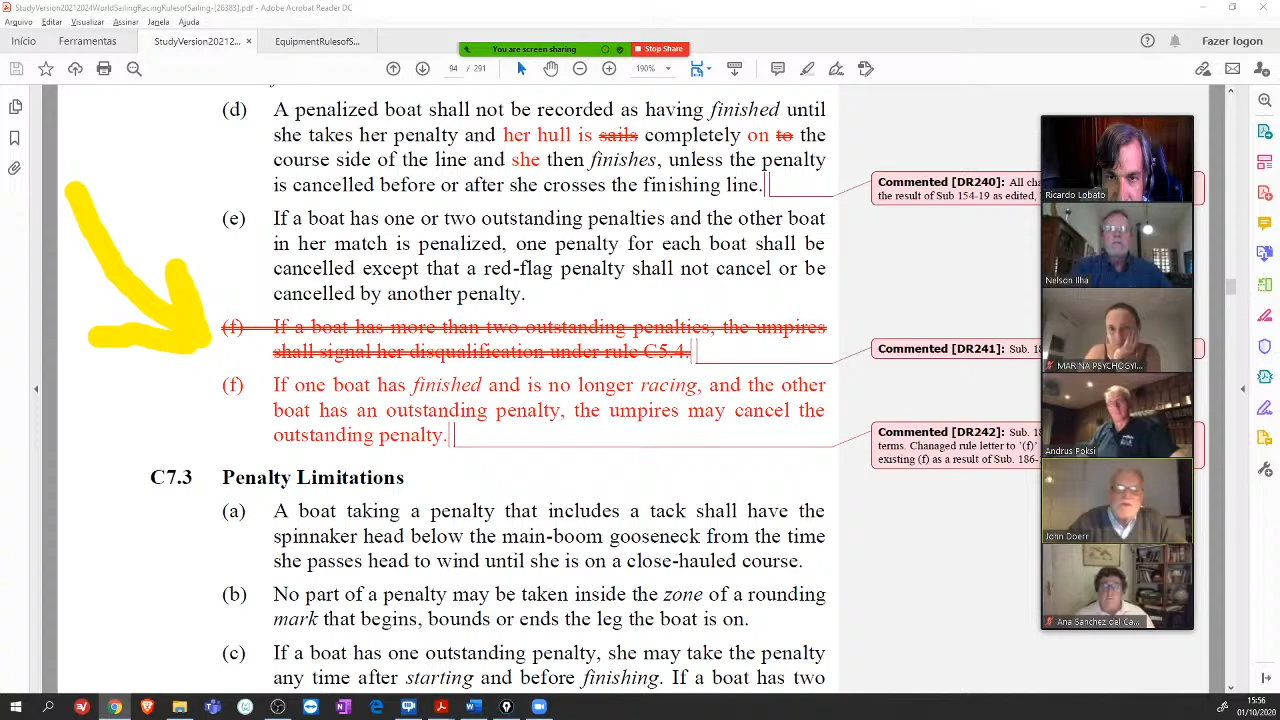 StudyVersion20212024WorldSailingRacingRulesofSailing-[26383].pdf - Adobe Acrobat Reader DC
Arquivo Editar Visualizar Assinar Janela Ajuda
Início Ferramentas StudyVersion20212... × EquipmentRulesofS... Fazer logon
You are screen sharing Stop Share
94 / 291 190%
(d) A penalized boat shall not be recorded as having finished until
she takes her penalty and her hull is sails completely on to the
course side of the line and she then finishes, unless the penalty
is cancelled before or after she crosses the finishing line.
(e) If a boat has one or two outstanding penalties and the other boat
in her match is penalized, one penalty for each boat shall be
cancelled except that a red-flag penalty shall not cancel or be
cancelled by another penalty.
(f) If a boat has more than two outstanding penalties, the umpires
shall signal her disqualification under rule C5.4.
(f) If one boat has finished and is no longer racing, and the other
boat has an outstanding penalty, the umpires may cancel the
outstanding penalty.
C7.3 Penalty Limitations
(a) A boat taking a penalty that includes a tack shall have the
spinnaker head below the main-boom gooseneck from the time
she passes head to wind until she is on a close-hauled course.
(b) No part of a penalty may be taken inside the zone of a rounding
mark that begins, bounds or ends the leg the boat is on.
(c) If a boat has one outstanding penalty, she may take the penalty
any time after starting and before finishing. If a boat has two
Commented [DR240]: All cha
the result of Sub 154-19 as edited,
Commented [DR241]: Sub. 18
Commented [DR242]: Sub. 18
terms. Changed rule letter to '(f)'
existing (f) as a result of Sub. 186-
Ricardo Lobato
Nelson Ilha
MARINA PSYCHOGYI...
Andrus Poksi
John Doerr
Ana Sanchez del Ca...
15:56
01/10/2020